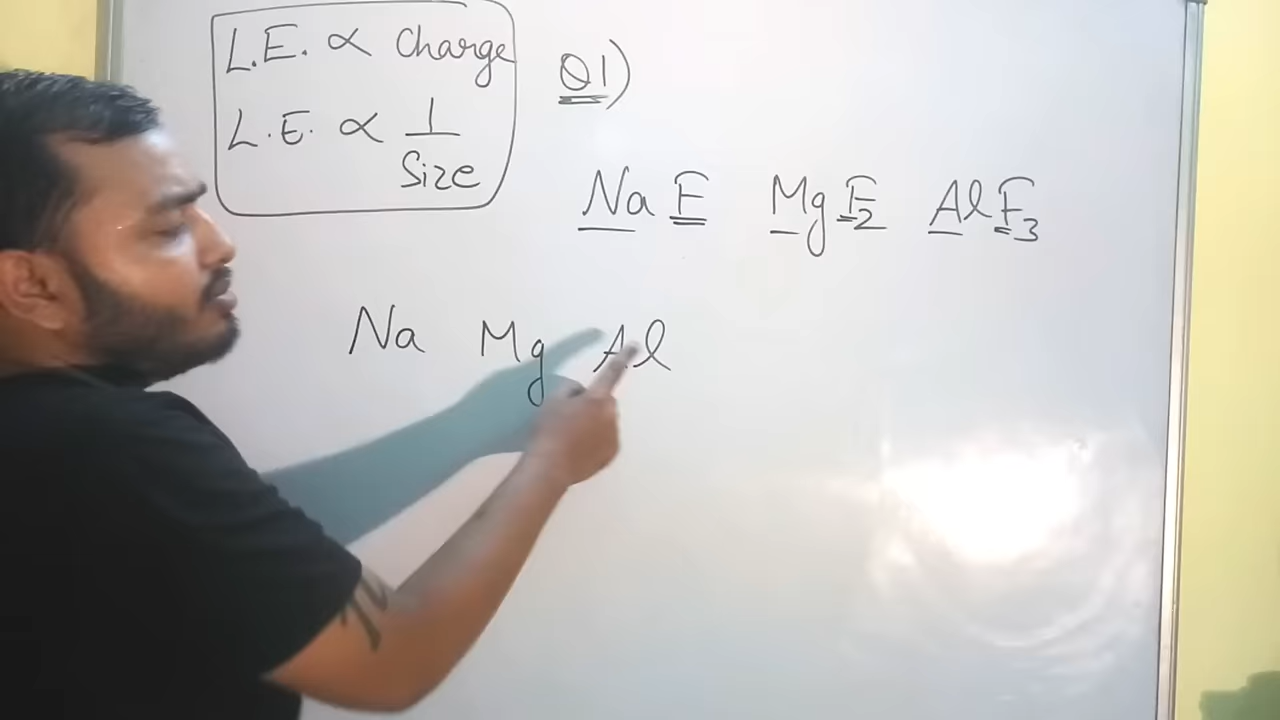 L.E. ∝ Charge
L.E. ∝ 1/Size
Q1)
NaF MgF₂ AlF₃
Na Mg Al